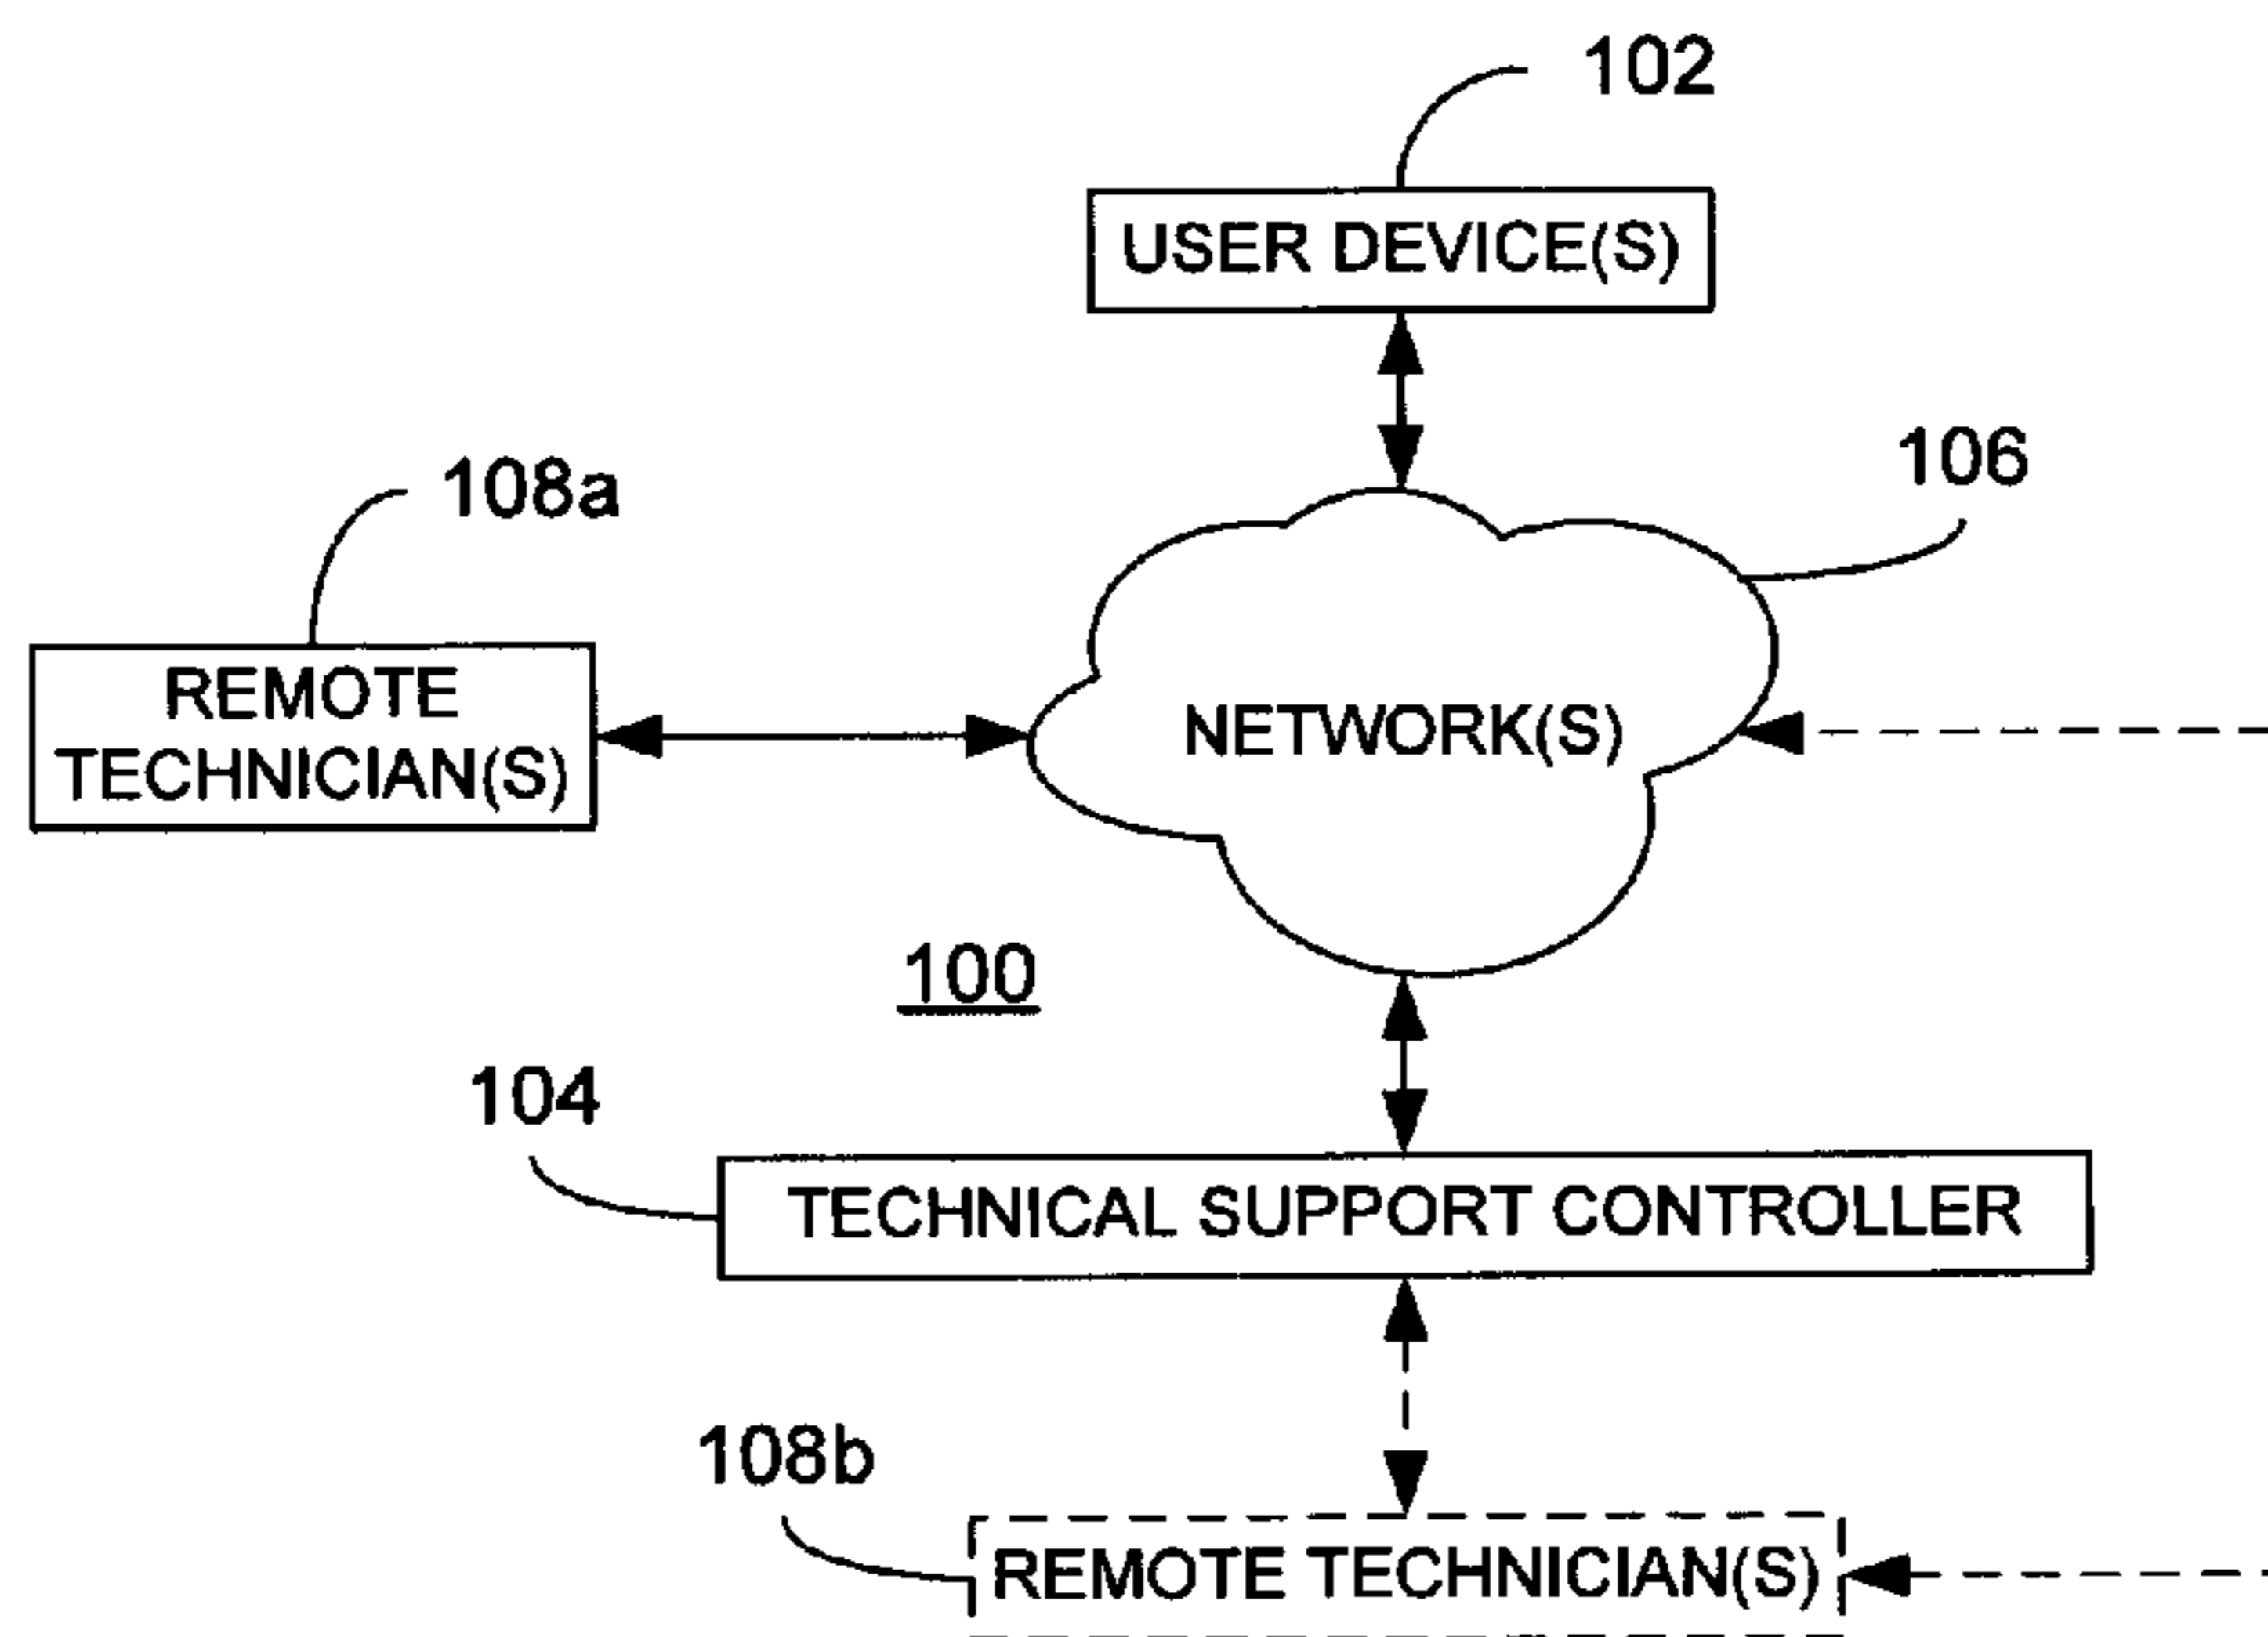 102
USER DEVICE(S)
106
108a
REMOTE
TECHNICIAN(S)
NETWORK(S)
100
104
TECHNICAL SUPPORT CONTROLLER
108b
REMOTE TECHNICIAN(S)